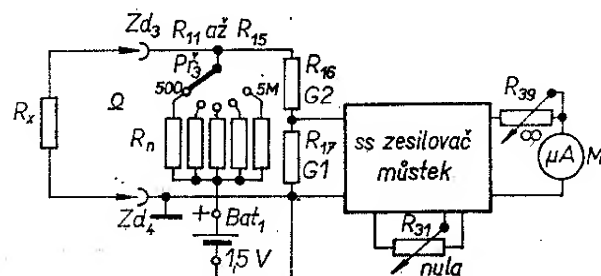 Zd3 R11 až R15
Př3
500
5M
Ω
Rx
Rn
R16
G2
R17
G1
ss zesilovač
můstek
R39
∞
μA
M
R31
nula
Zd4
+
Bat1
1,5 V